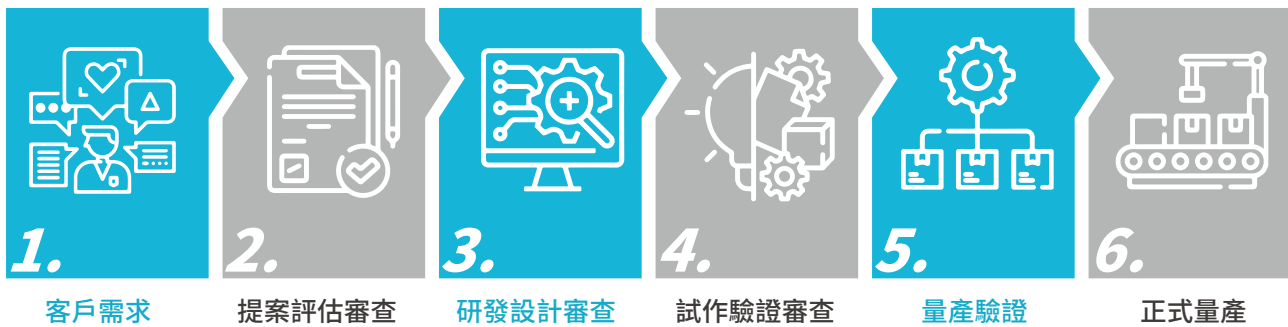 1.
2.
3.
4.
5.
6.
客戶需求
提案評估審查
研發設計審查
試作驗證審查
量產驗證
正式量產